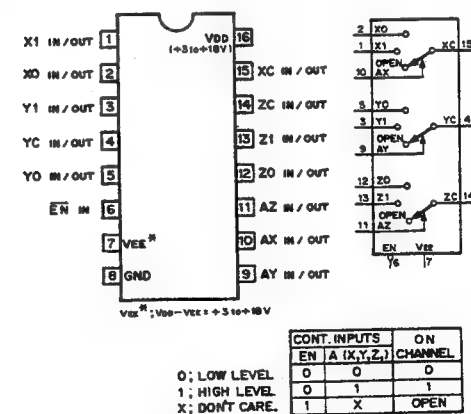 X1 IN/OUT 1
X0 IN/OUT 2
Y1 IN/OUT 3
YC IN/OUT 4
Y0 IN/OUT 5
EN IN 6
7 VEE*
8 GND
VDD 16
(+3 to +18V)
15 XC IN/OUT
14 ZC IN/OUT
13 Z1 IN/OUT
12 Z0 IN/OUT
11 AZ IN/OUT
10 AX IN/OUT
9 AY IN/OUT
VEE*; VDD-VEE=+3 to +18V
2 X0
1 X1 XC 15
OPEN
10 AX
5 Y0
3 Y1 YC 4
OPEN
9 AY
12 Z0
13 Z1 ZC 14
OPEN
11 AZ
EN VEE
6 7
0; LOW LEVEL
1; HIGH LEVEL
X; DON'T CARE.
CONT. INPUTS ON
EN A (X,Y,Z,) CHANNEL
0 0 0
0 1 1
1 X OPEN